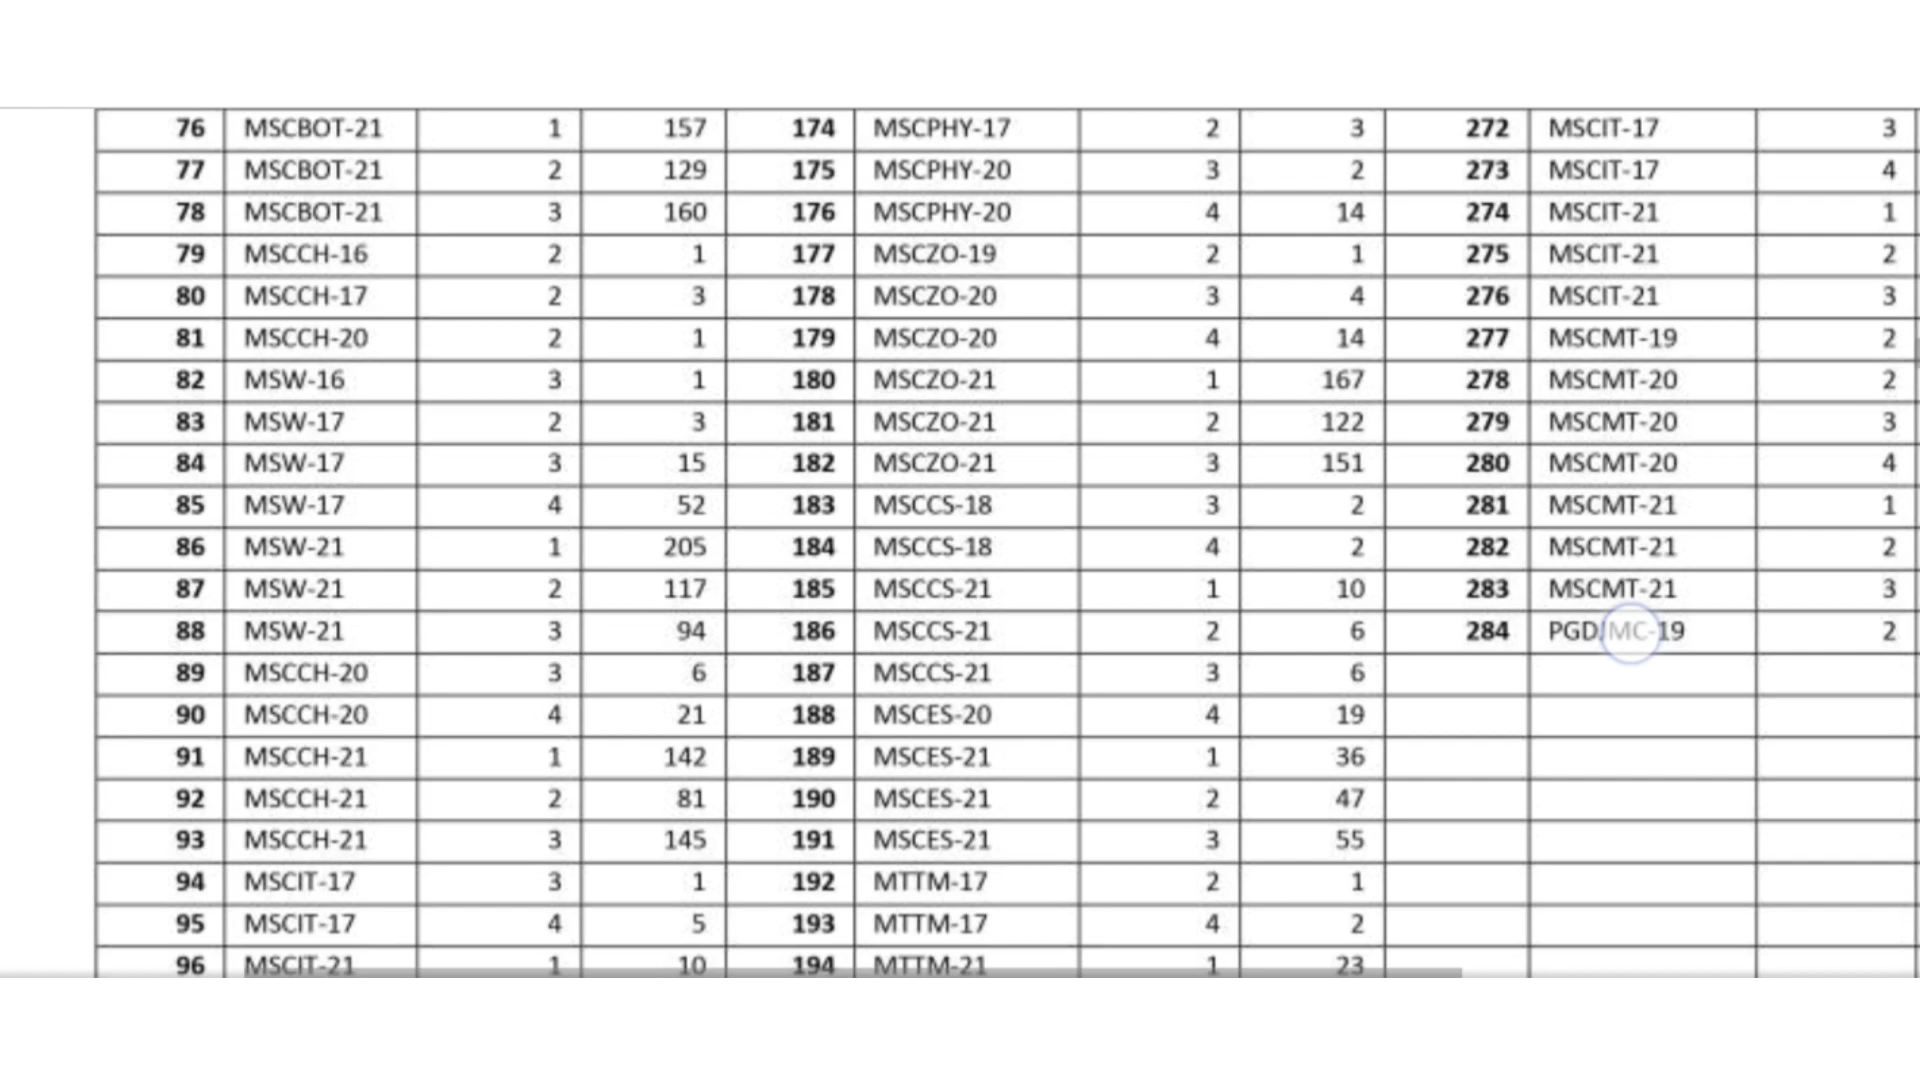 76 MSCBOT-21 1 157 174 MSCPHY-17 2 3 272 MSCIT-17 3
77 MSCBOT-21 2 129 175 MSCPHY-20 3 2 273 MSCIT-17 4
78 MSCBOT-21 3 160 176 MSCPHY-20 4 14 274 MSCIT-21 1
79 MSCCH-16 2 1 177 MSCZO-19 2 1 275 MSCIT-21 2
80 MSCCH-17 2 3 178 MSCZO-20 3 4 276 MSCIT-21 3
81 MSCCH-20 2 1 179 MSCZO-20 4 14 277 MSCMT-19 2
82 MSW-16 3 1 180 MSCZO-21 1 167 278 MSCMT-20 2
83 MSW-17 2 3 181 MSCZO-21 2 122 279 MSCMT-20 3
84 MSW-17 3 15 182 MSCZO-21 3 151 280 MSCMT-20 4
85 MSW-17 4 52 183 MSCCS-18 3 2 281 MSCMT-21 1
86 MSW-21 1 205 184 MSCCS-18 4 2 282 MSCMT-21 2
87 MSW-21 2 117 185 MSCCS-21 1 10 283 MSCMT-21 3
88 MSW-21 3 94 186 MSCCS-21 2 6 284 2
89 MSCCH-20 3 6 187 MSCCS-21 3 6
90 MSCCH-20 4 21 188 MSCES-20 4 19
91 MSCCH-21 1 142 189 MSCES-21 1 36
92 MSCCH-21 2 81 190 MSCES-21 2 47
93 MSCCH-21 3 145 191 MSCES-21 3 55
94 MSCIT-17 3 1 192 MTTM-17 2 1
95 MSCIT-17 4 5 193 MTTM-17 4 2
96 MSCIT-21 1 10 194 MTTM-21 1 23